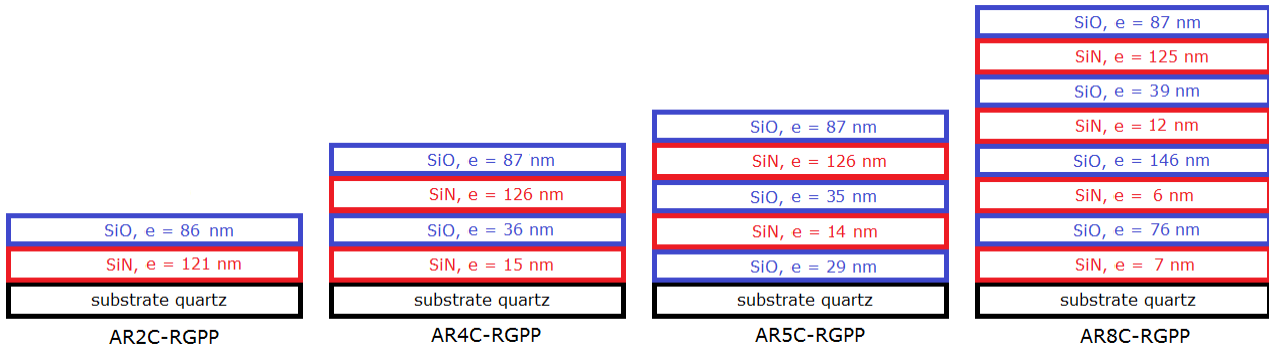 SiO, e = 86 nm
SiN, e = 121 nm
substrate quartz
AR2C-RGPP
SiO, e = 87 nm
SiN, e = 126 nm
SiO, e = 36 nm
SiN, e = 15 nm
substrate quartz
AR4C-RGPP
SiO, e = 87 nm
SiN, e = 126 nm
SiO, e = 35 nm
SiN, e = 14 nm
SiO, e = 29 nm
substrate quartz
AR5C-RGPP
SiO, e = 87 nm
SiN, e = 125 nm
SiO, e = 39 nm
SiN, e = 12 nm
SiO, e = 146 nm
SiN, e = 6 nm
SiO, e = 76 nm
SiN, e = 7 nm
substrate quartz
AR8C-RGPP